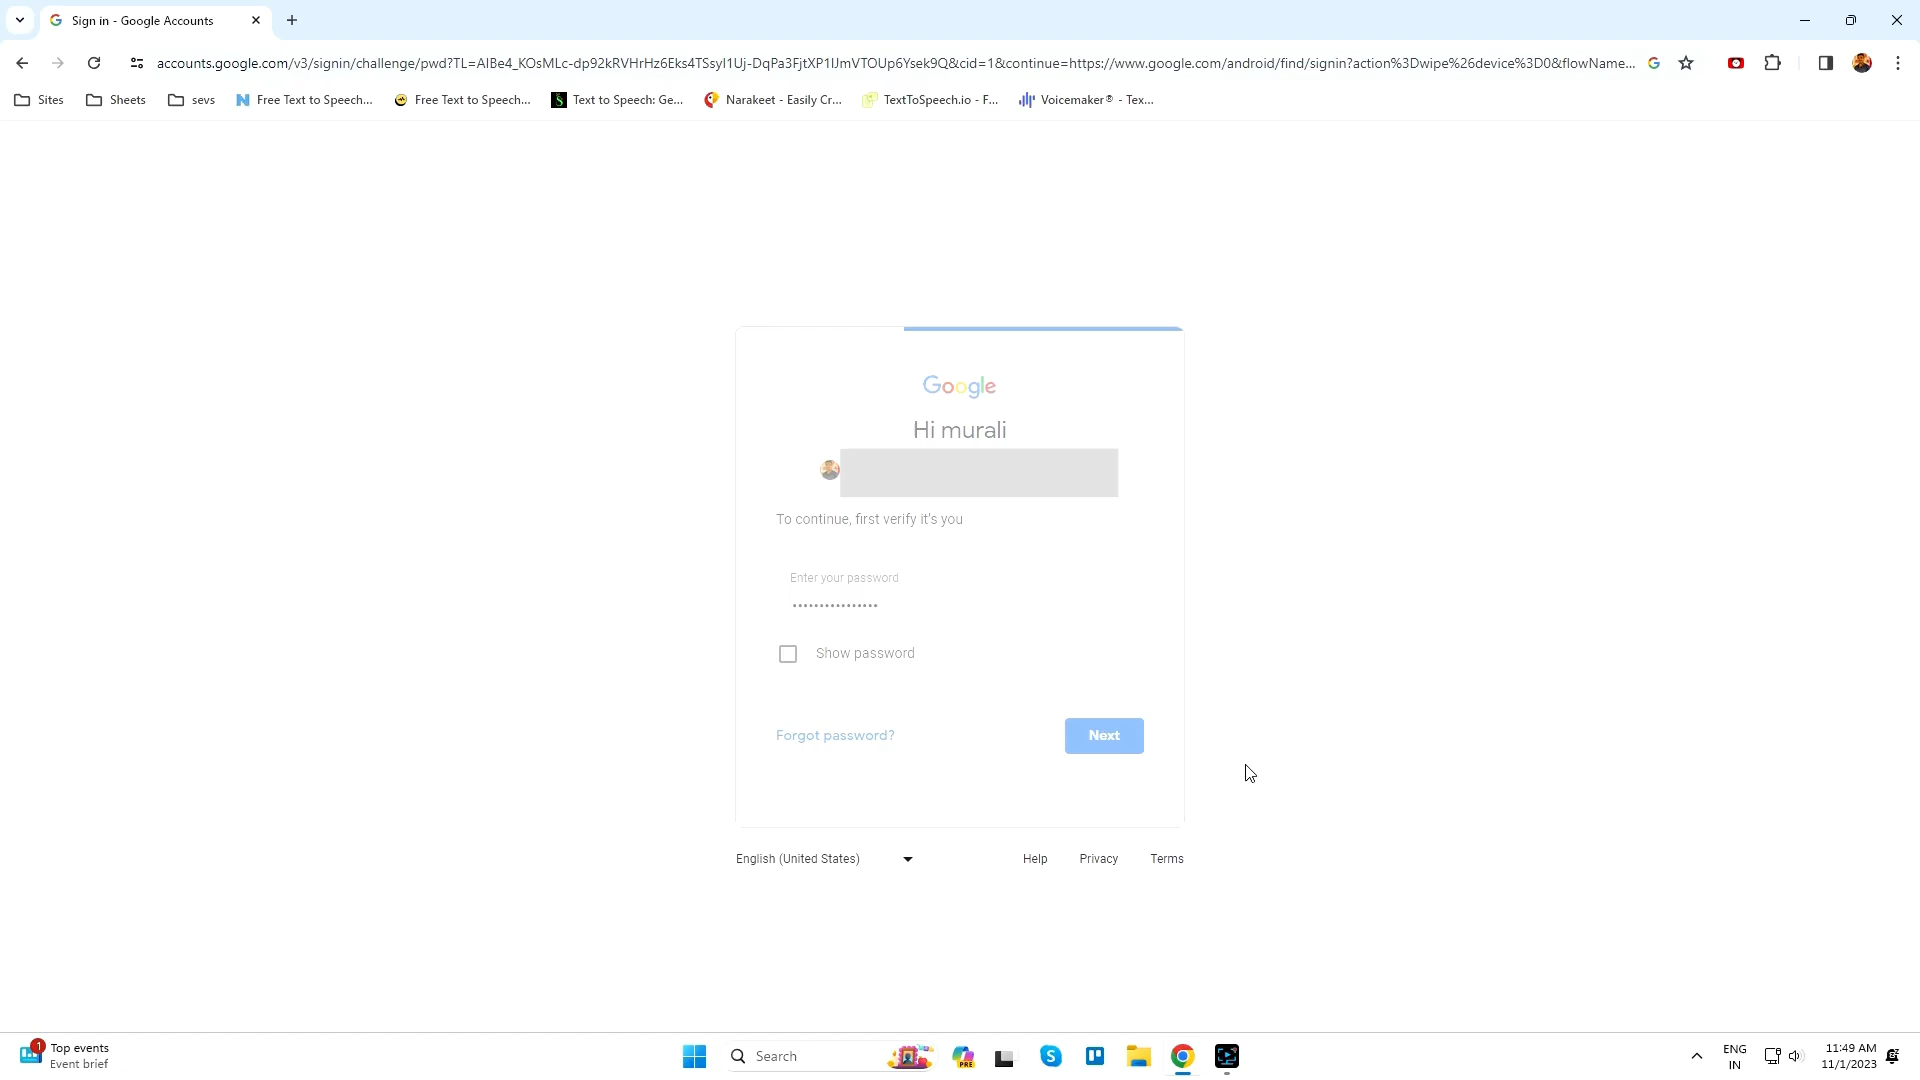 Sign in - Google Accounts
accounts.google.com/v3/signin/challenge/pwd?TL=AIBe4_KOsMLc-dp92kRVHrHz6Eks4TSsyI1Uj-DqPa3FjtXP1IJmVTOUp6Ysek9Q&cid=1&continue=https://www.google.com/android/find/signin?action%3Dwipe%26device%3D0&flowName...
Sites
Sheets
sevs
Free Text to Speech...
Free Text to Speech...
Text to Speech: Ge...
Narakeet - Easily Cr...
TextToSpeech.io - F...
Voicemaker® - Tex...
Google
Hi murali
To continue, first verify it's you
Enter your password
••••••••••••••••
Show password
Forgot password?
Next
English (United States)
Help
Privacy
Terms
1
Top events
Event brief
Search
PRE
ENG
IN
11:49 AM
11/1/2023